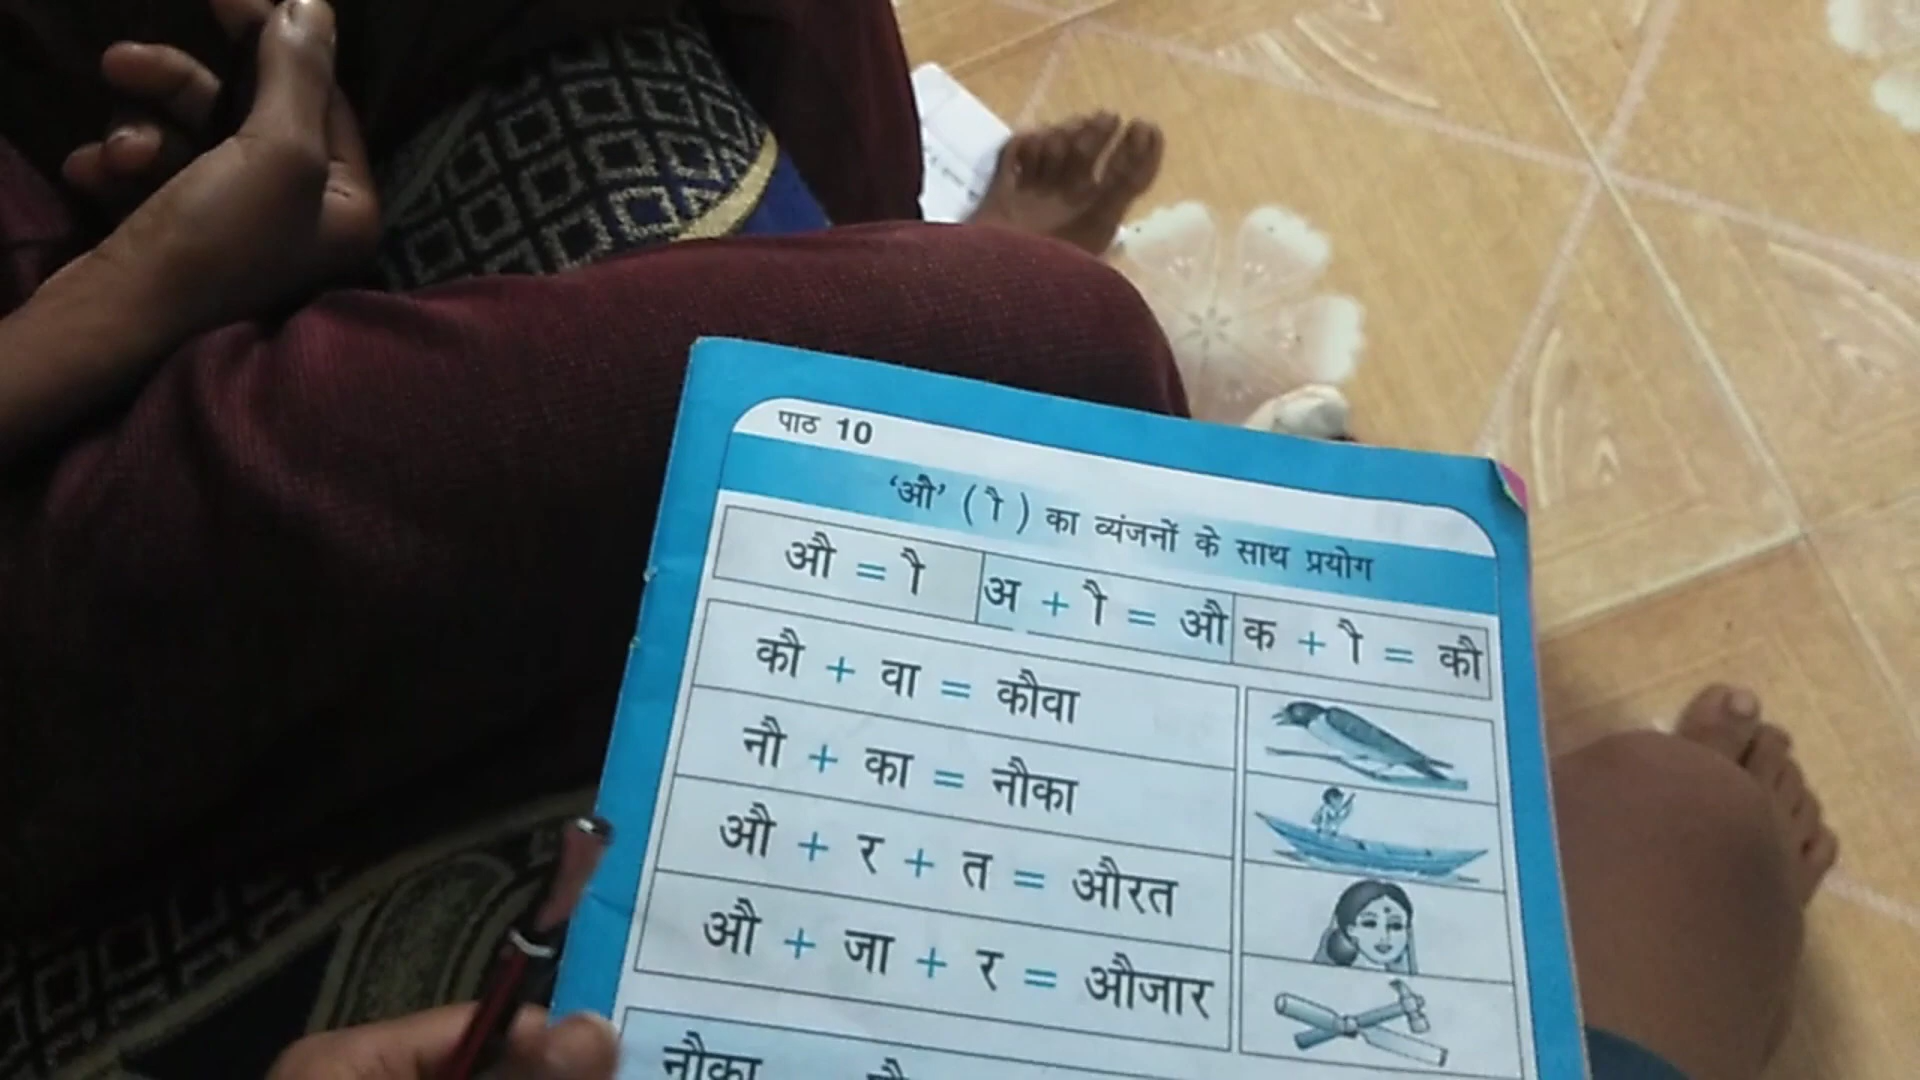 पाठ 10
‘औ’ ( ौ ) का व्यंजनों के साथ प्रयोग
औ = ौ अ + ौ = औ क + ौ = कौ
कौ + वा = कौवा
नौ + का = नौका
औ + र + त = औरत
औ + जा + र = औजार
नौका